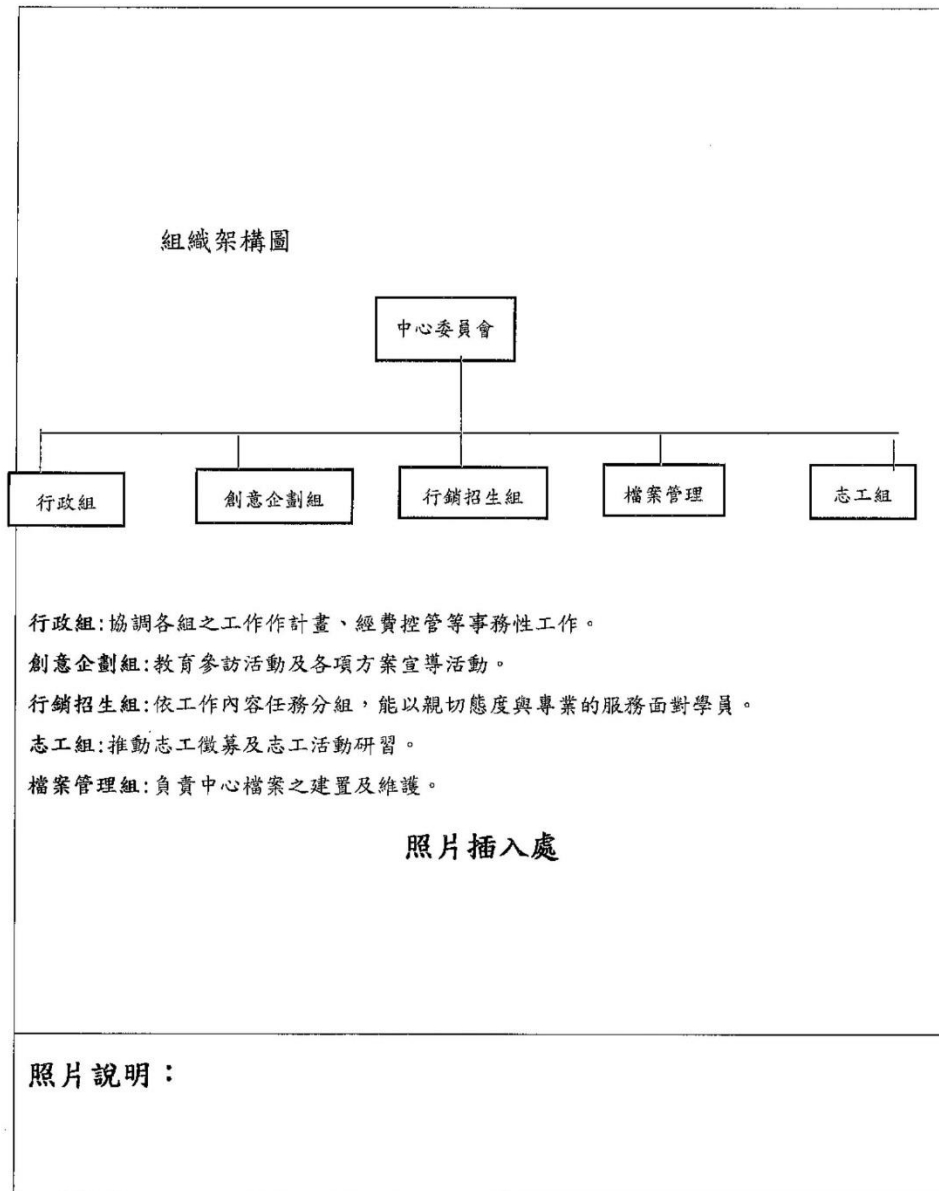 組織架構圖
中心委員會
行政組
創意企劃組
行銷招生組
檔案管理
志工組
行政組:協調各組之工作作計畫、經費控管等事務性工作。
創意企劃組:教育參訪活動及各項方案宣導活動。
行銷招生組:依工作內容任務分組，能以親切態度與專業的服務面對學員。
志工組:推動志工徵募及志工活動研習。
檔案管理組:負責中心檔案之建置及維護。
照片插入處
照片說明：